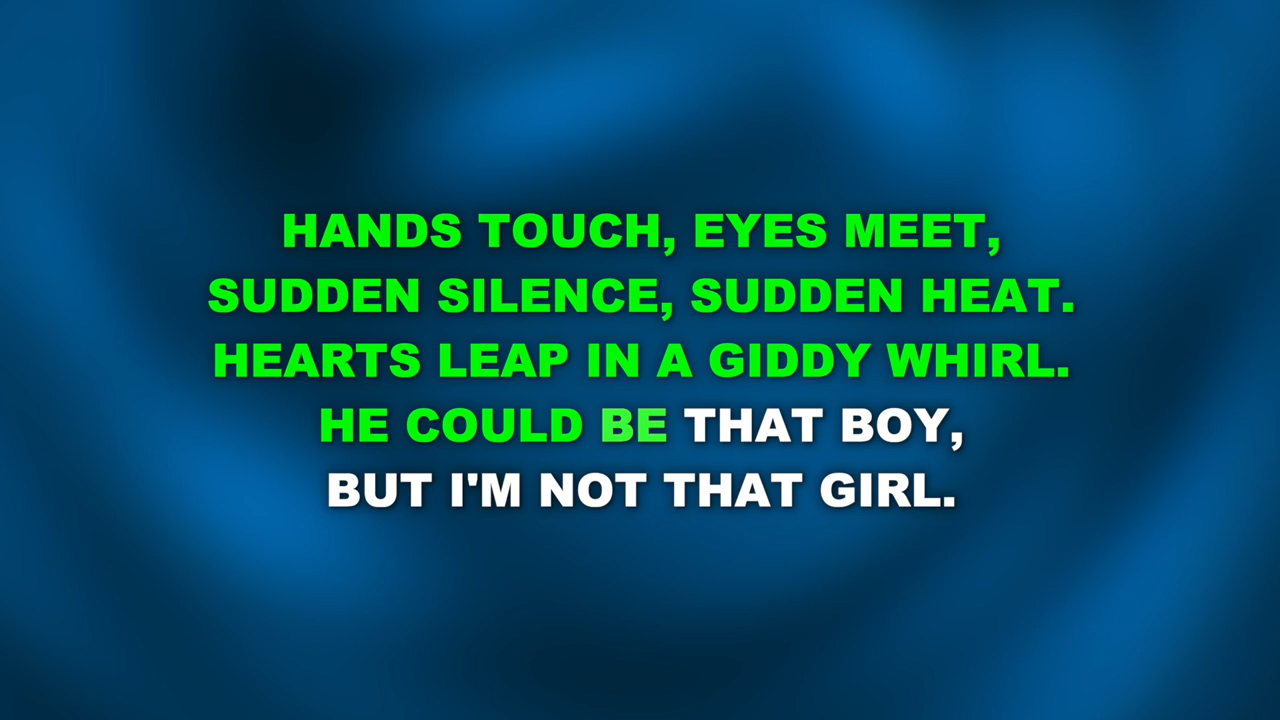 HANDS TOUCH, EYES MEET,
SUDDEN SILENCE, SUDDEN HEAT.
HEARTS LEAP IN A GIDDY WHIRL.
HE COULD BE THAT BOY,
BUT I'M NOT THAT GIRL.